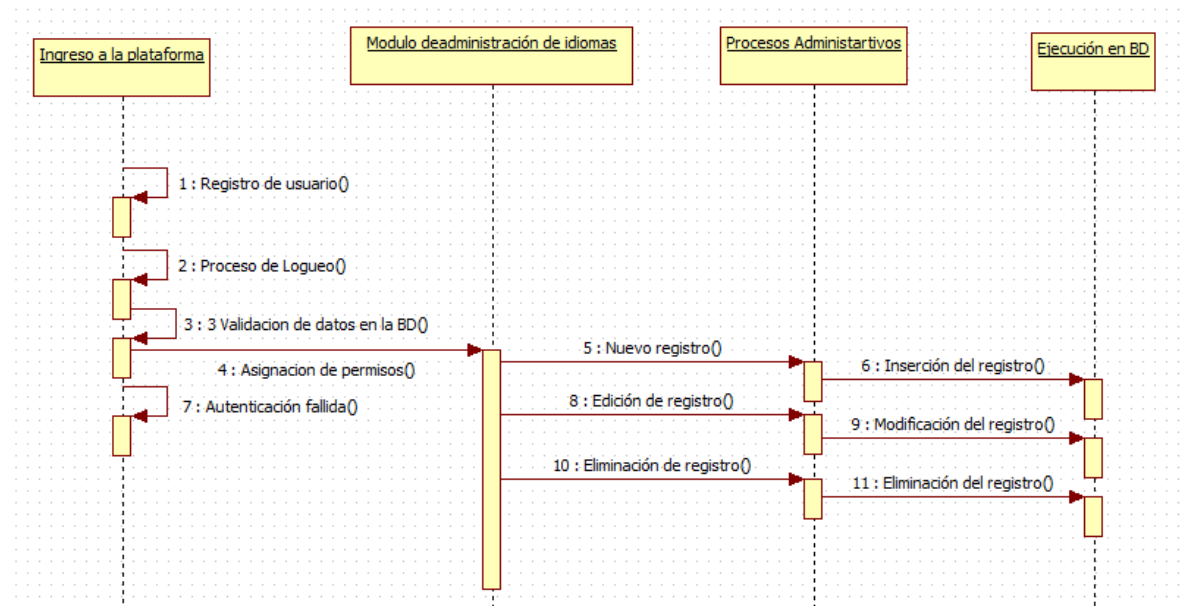 Ingreso a la plataforma
Modulo deadministración de idiomas
Procesos Administartivos
Ejecución en BD
1 : Registro de usuario()
2 : Proceso de Logueo()
3 : 3 Validacion de datos en la BD()
4 : Asignacion de permisos()
5 : Nuevo registro()
6 : Inserción del registro()
7 : Autenticación fallida()
8 : Edición de registro()
9 : Modificación del registro()
10 : Eliminación de registro()
11 : Eliminación del registro()